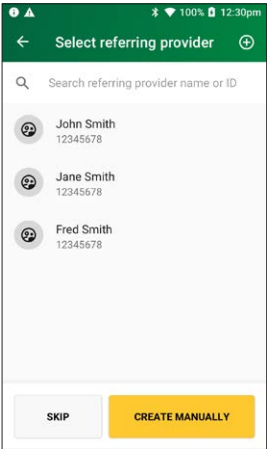 100% 12:30pm
Select referring provider
Search referring provider name or ID
John Smith
12345678
Jane Smith
12345678
Fred Smith
12345678
SKIP CREATE MANUALLY